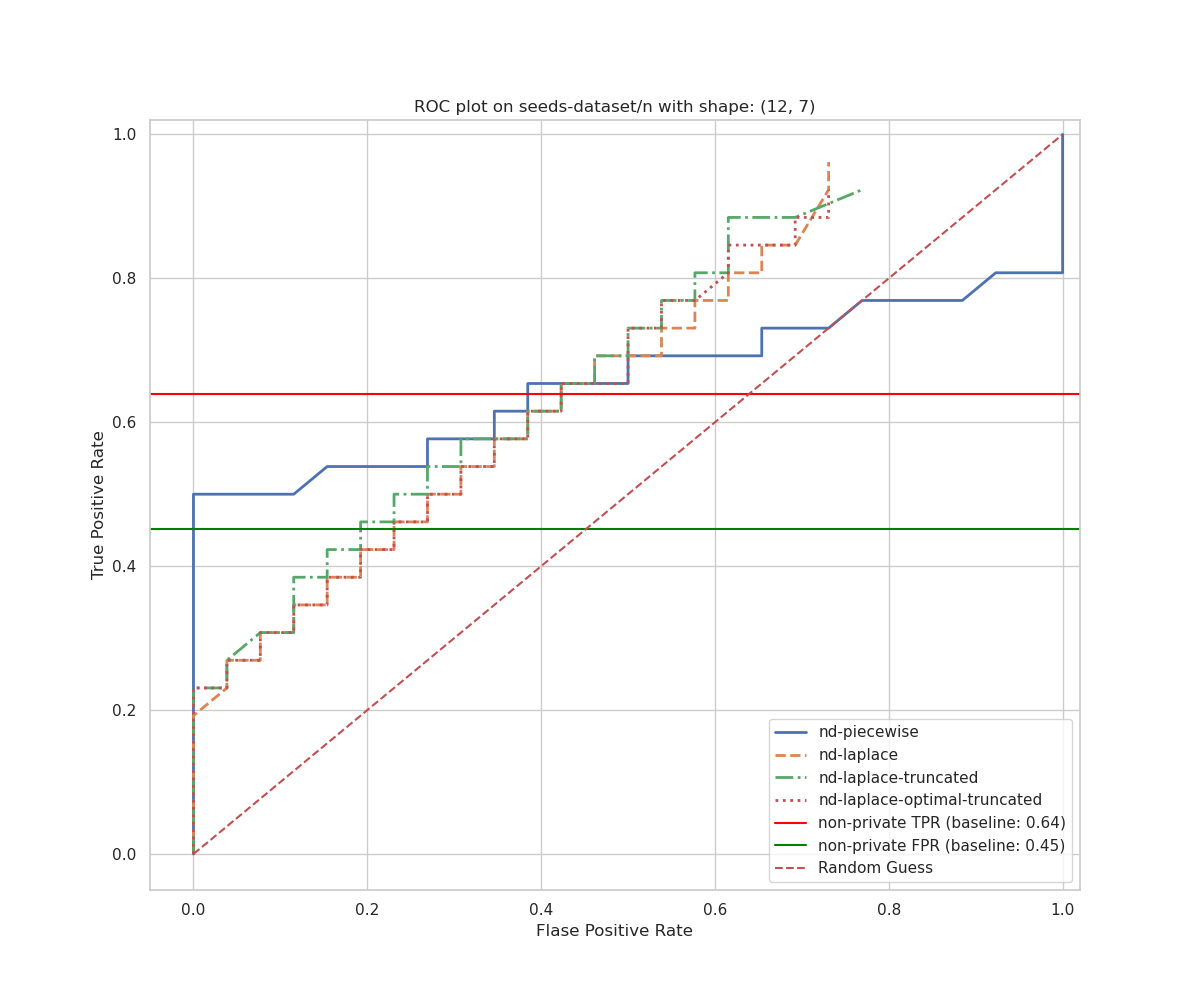 ROC plot on seeds-dataset/n with shape: (12, 7)
1.0
0.8
0.6
0.4
0.2
0.0
True Positive Rate
nd-piecewise
nd-laplace
nd-laplace-truncated
nd-laplace-optimal-truncated
non-private TPR (baseline: 0.64)
non-private FPR (baseline: 0.45)
Random Guess
0.0 0.2 0.4 0.6 0.8 1.0
Flase Positive Rate